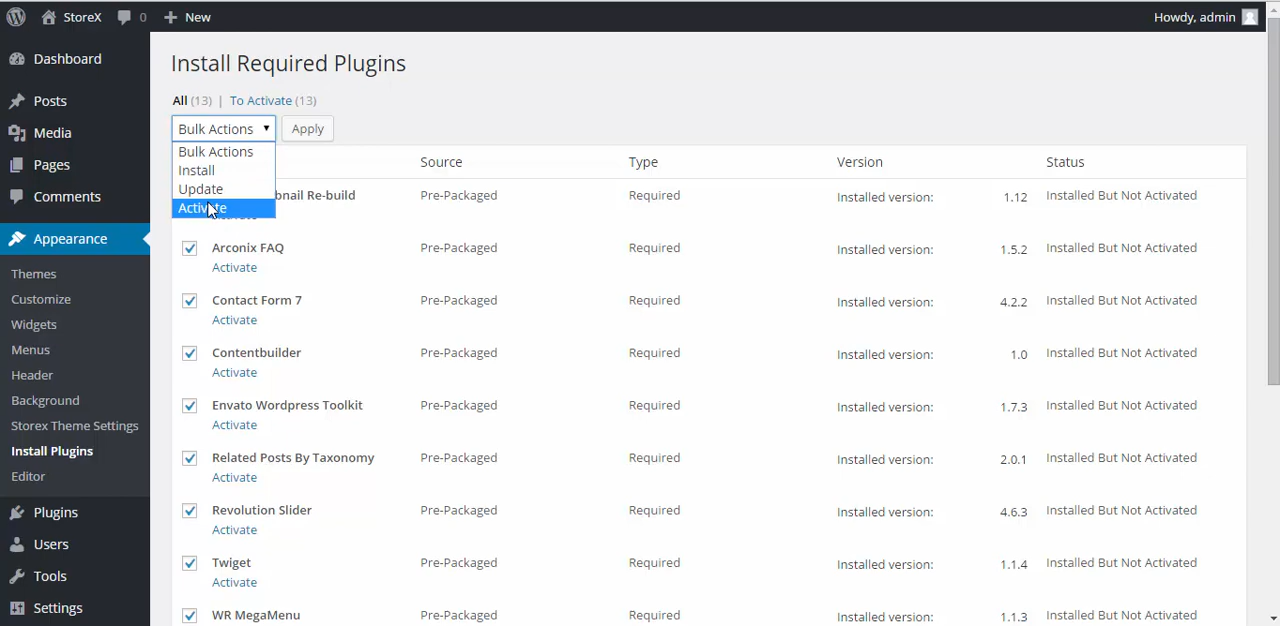 StoreX 0 New Howdy, admin
Dashboard
Posts
Media
Pages
Comments
Appearance
Themes
Customize
Widgets
Menus
Header
Background
Storex Theme Settings
Install Plugins
Editor
Plugins
Users
Tools
Settings
Install Required Plugins
All (13) | To Activate (13)
Bulk Actions Apply
Bulk Actions
Install
Update
Activate
Source Type Version Status
Re-build Pre-Packaged Required Installed version: 1.12 Installed But Not Activated
Arconix FAQ Pre-Packaged Required Installed version: 1.5.2 Installed But Not Activated
Activate
Contact Form 7 Pre-Packaged Required Installed version: 4.2.2 Installed But Not Activated
Activate
Contentbuilder Pre-Packaged Required Installed version: 1.0 Installed But Not Activated
Activate
Envato Wordpress Toolkit Pre-Packaged Required Installed version: 1.7.3 Installed But Not Activated
Activate
Related Posts By Taxonomy Pre-Packaged Required Installed version: 2.0.1 Installed But Not Activated
Activate
Revolution Slider Pre-Packaged Required Installed version: 4.6.3 Installed But Not Activated
Activate
Twiget Pre-Packaged Required Installed version: 1.1.4 Installed But Not Activated
Activate
WR MegaMenu Pre-Packaged Required Installed version: 1.1.3 Installed But Not Activated